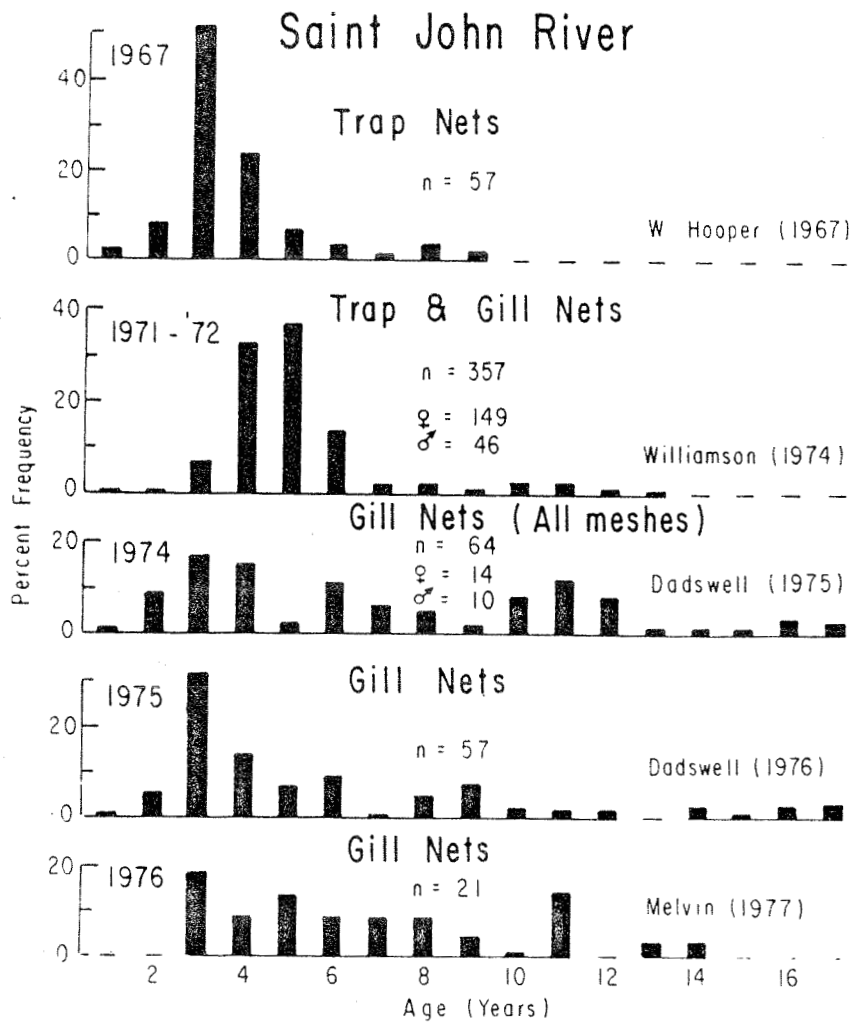 Saint John River
1967
Trap Nets
n = 57
W Hooper (1967)
40
20
0
Trap & Gill Nets
1971 - '72
n = 357
♀ = 149
♂ = 46
Williamson (1974)
40
20
0
Percent Frequency
Gill Nets (All meshes)
1974
n = 64
♀ = 14
♂ = 10
Dadswell (1975)
20
0
Gill Nets
1975
n = 57
Dadswell (1976)
20
0
Gill Nets
1976
n = 21
Melvin (1977)
20
0
2 4 6 8 10 12 14 16
Age (Years)